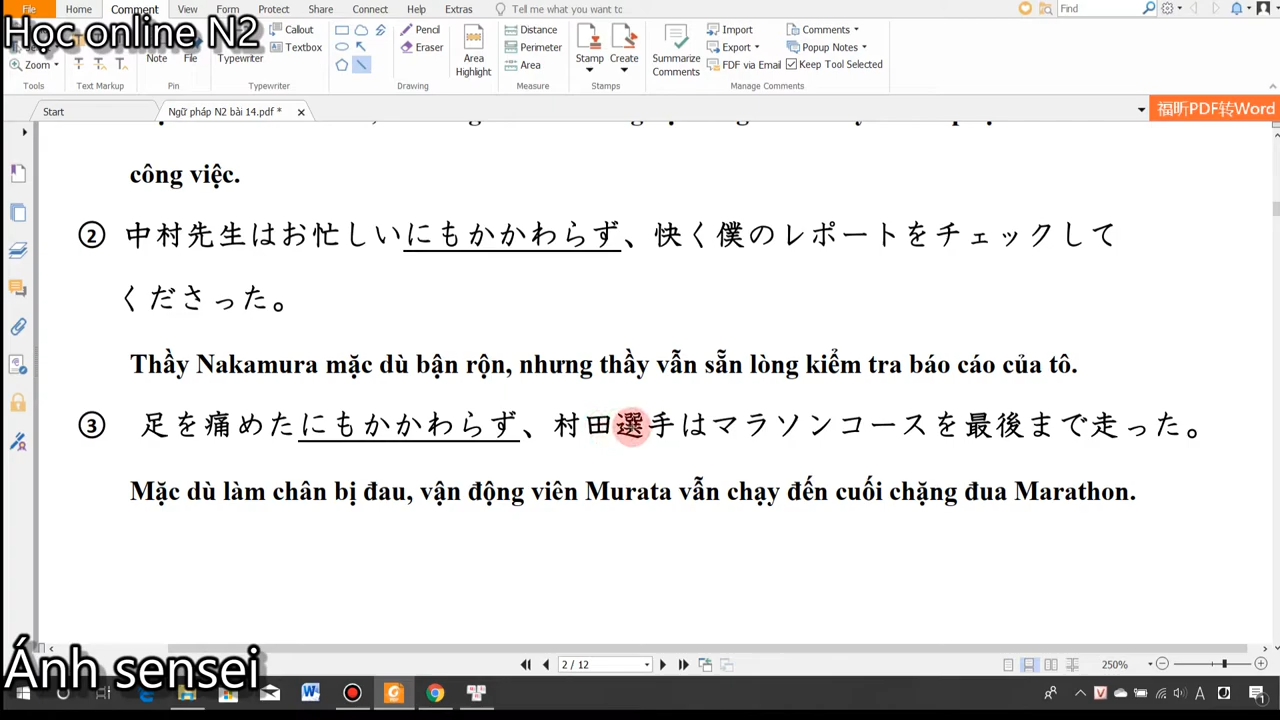 File Home Comment View Form Protect Share Connect Help Extras Tell me what you want to Find
Học online N2
Callout Pencil Distance Import Comments
Textbox Eraser Perimeter Export Popup Notes
Zoom Note File Typewriter Area Highlight Area Stamp Create Summarize Comments FDF via Email Keep Tool Selected
Tools Text Markup Pin Typewriter Drawing Measure Stamps Manage Comments
Start Ngữ pháp N2 bài 14.pdf * 福昕PDF转Word
công việc.
② 中村先生はお忙しいにもかかわらず、快く僕のレポートをチェックして
くださった。
Thầy Nakamura mặc dù bận rộn, nhưng thầy vẫn sẵn lòng kiểm tra báo cáo của tô.
③ 足を痛めたにもかかわらず、村田選手はマラソンコースを最後まで走った。
Mặc dù làm chân bị đau, vận động viên Murata vẫn chạy đến cuối chặng đua Marathon.
Ánh sensei
2 / 12 250%